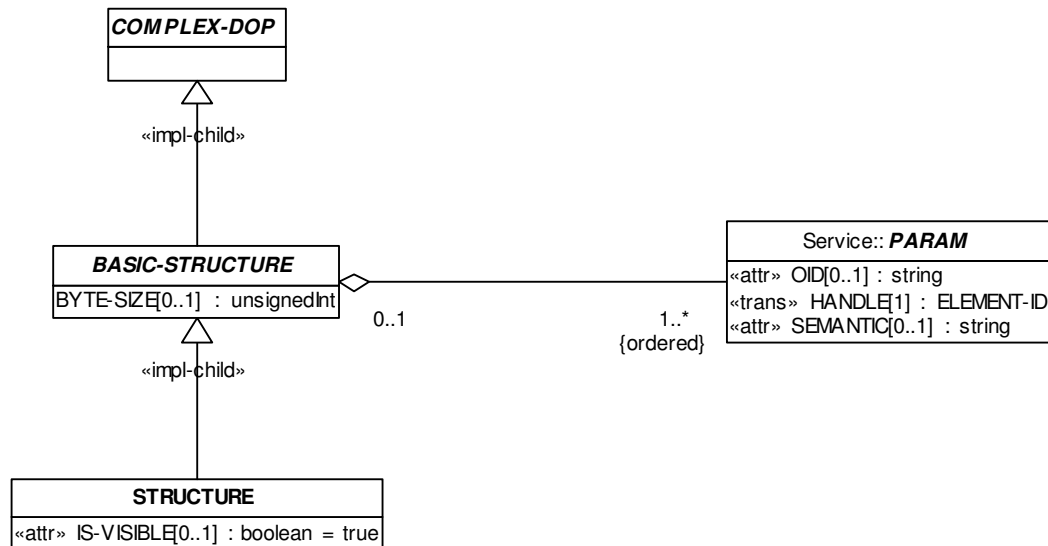 COMPLEX-DOP
«impl-child»
BASIC-STRUCTURE
BYTE-SIZE[0..1] : unsignedInt
0..1
1..*
{ordered}
Service:: PARAM
«attr» OID[0..1] : string
«trans» HANDLE[1] : ELEMENT-ID
«attr» SEMANTIC[0..1] : string
«impl-child»
STRUCTURE
«attr» IS-VISIBLE[0..1] : boolean = true